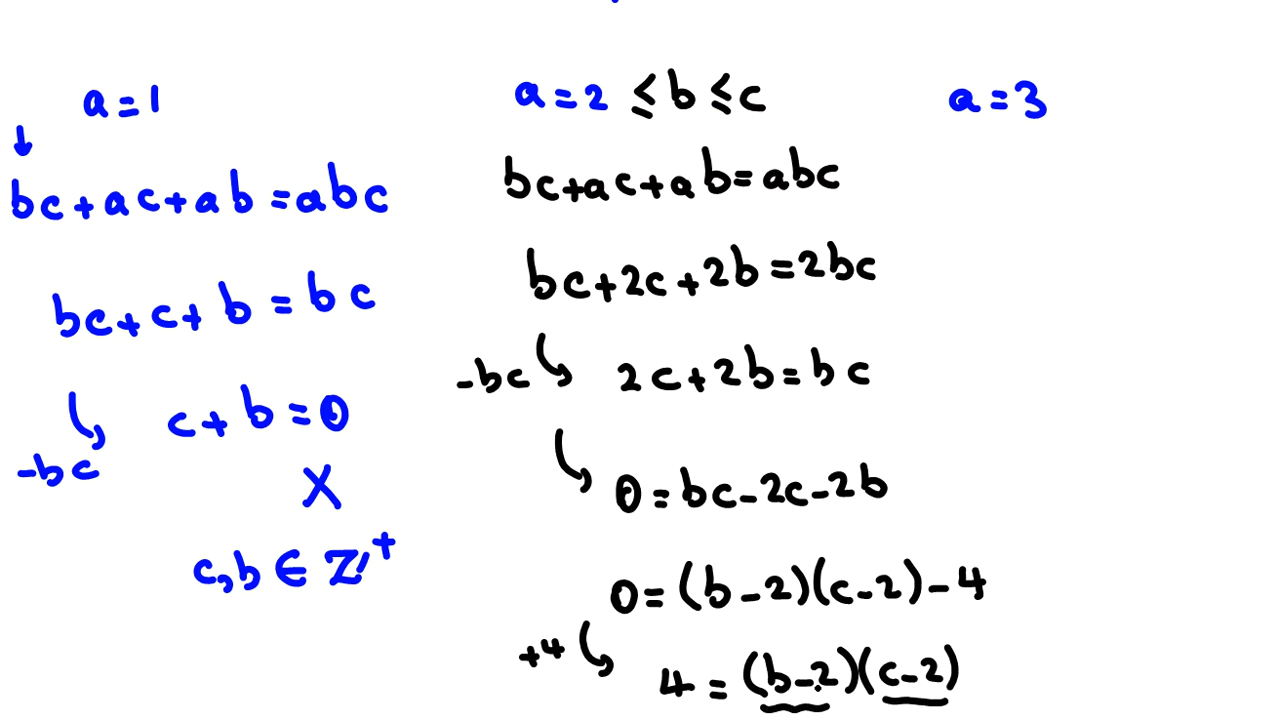 a = 1
bc + ac + ab = abc
bc + c + b = bc
-bc c + b = 0
X
c, b ∈ ℤ⁺
a = 2 ≤ b ≤ c
bc + ac + ab = abc
bc + 2c + 2b = 2bc
-bc 2c + 2b = bc
0 = bc - 2c - 2b
0 = (b - 2)(c - 2) - 4
+4 4 = (b - 2)(c - 2)
a = 3